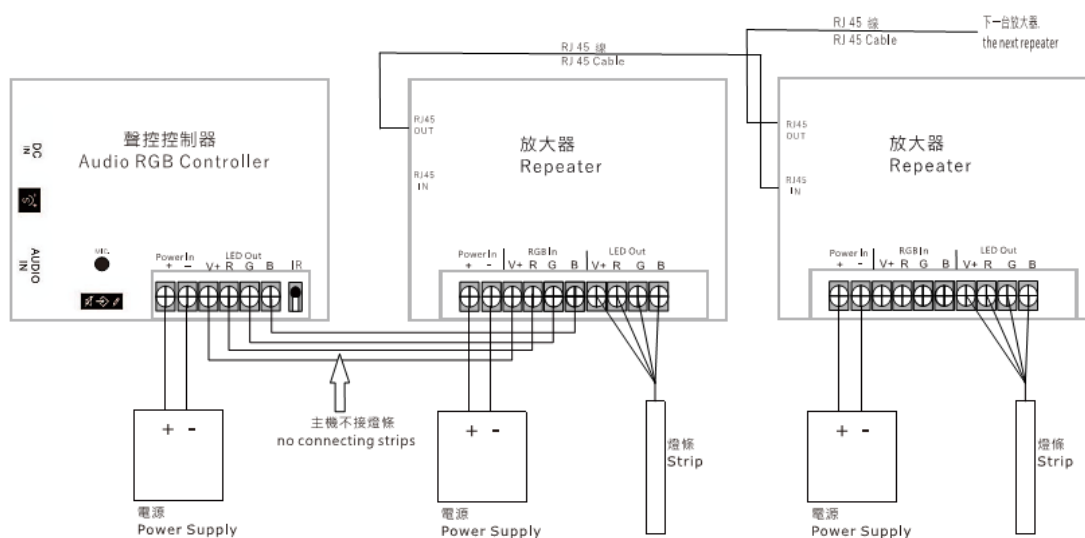 RJ 45 線
RJ 45 Cable
下一台放大器.
the next repeater
RJ 45 線
RJ 45 Cable
聲控控制器
Audio RGB Controller
DC
IN
AUDIO
IN
MIC.
Power In
LED Out
+ - V+ R G B IR
RJ45
OUT
放大器
Repeater
RJ45
IN
Power In
RGB In
LED Out
+ - V+ R G B V+ R G B
RJ45
OUT
放大器
Repeater
RJ45
IN
Power In
RGB In
LED Out
+ - V+ R G B V+ R G B
主機不接燈條
no connecting strips
+ -
電源
Power Supply
+ -
電源
Power Supply
燈條
Strip
+ -
電源
Power Supply
燈條
Strip